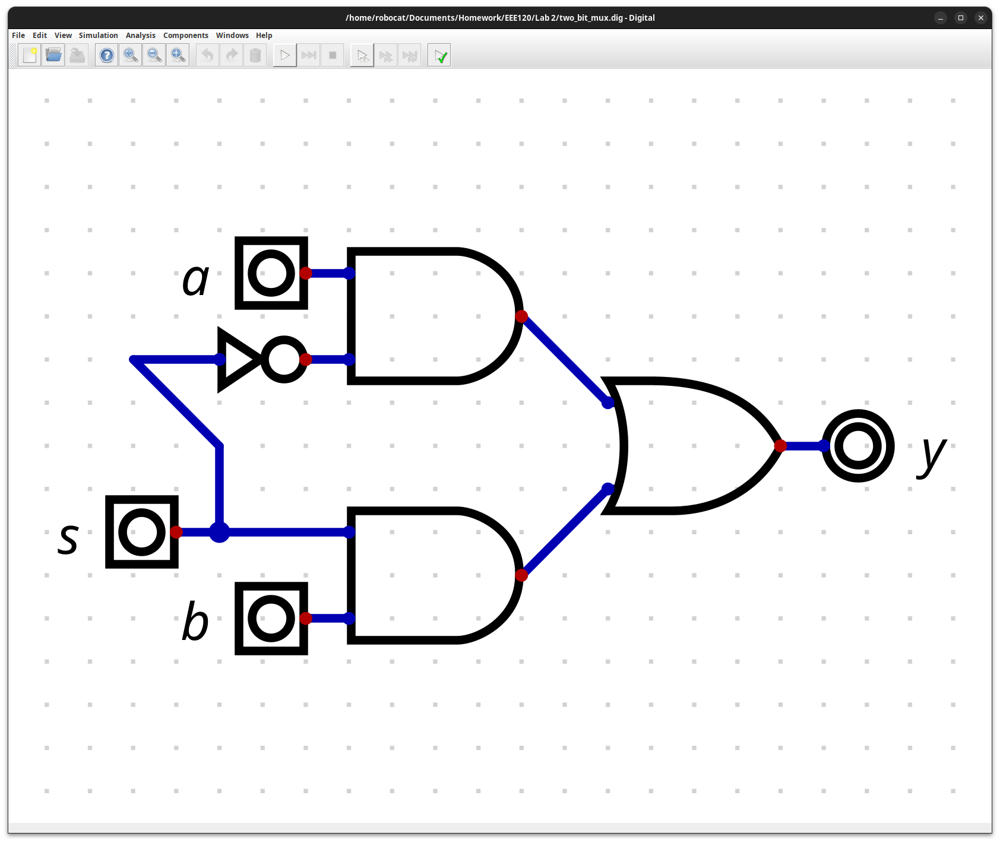 /home/robocat/Documents/Homework/EEE120/Lab 2/two_bit_mux.dig - Digital
File Edit View Simulation Analysis Components Windows Help
a
s
b
y